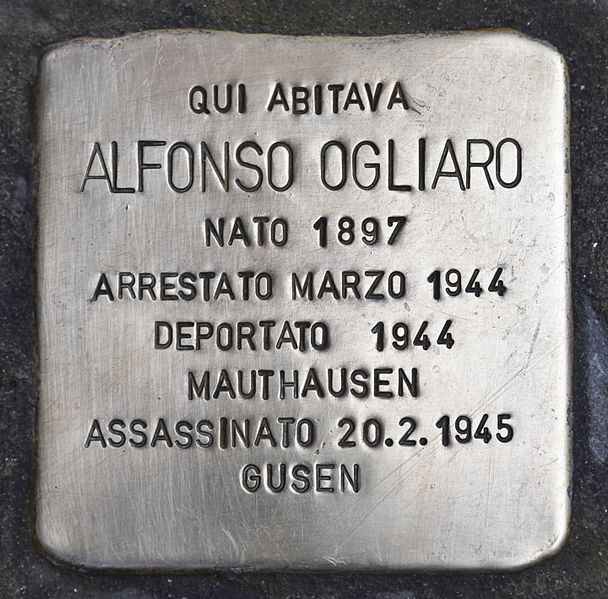 QUI ABITAVA
ALFONSO OGLIARO
NATO 1897
ARRESTATO MARZO 1944
DEPORTATO 1944
MAUTHAUSEN
ASSASSINATO 20.2.1945
GUSEN